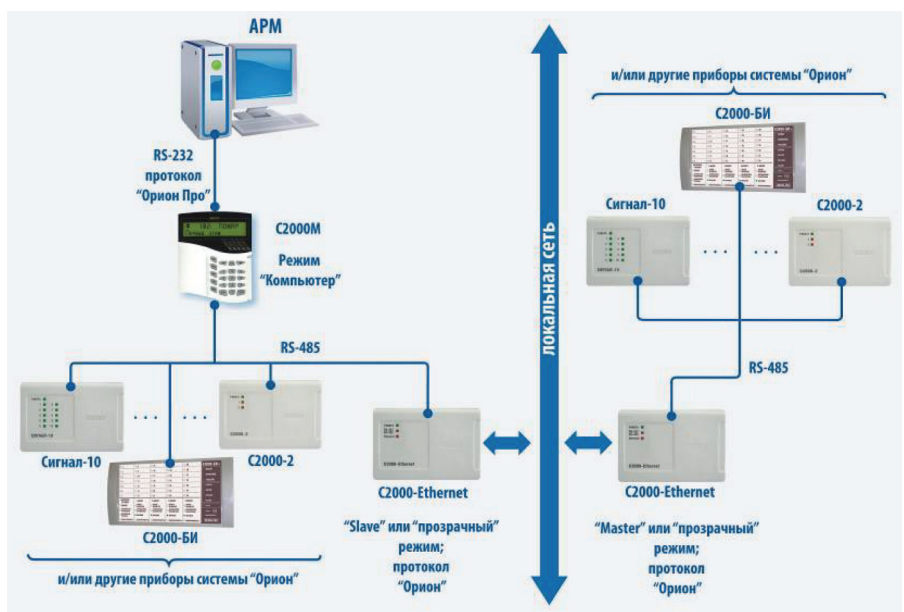 АРМ
RS-232
протокол
"Орион Про"
С2000М
Режим
"Компьютер"
RS-485
Сигнал-10
С2000-2
С2000-БИ
и/или другие приборы системы "Орион"
С2000-Ethernet
"Slave" или "прозрачный"
режим;
протокол
"Орион"
локальная сеть
и/или другие приборы системы "Орион"
С2000-БИ
Сигнал-10
С2000-2
RS-485
С2000-Ethernet
"Master" или "прозрачный"
режим;
протокол
"Орион"